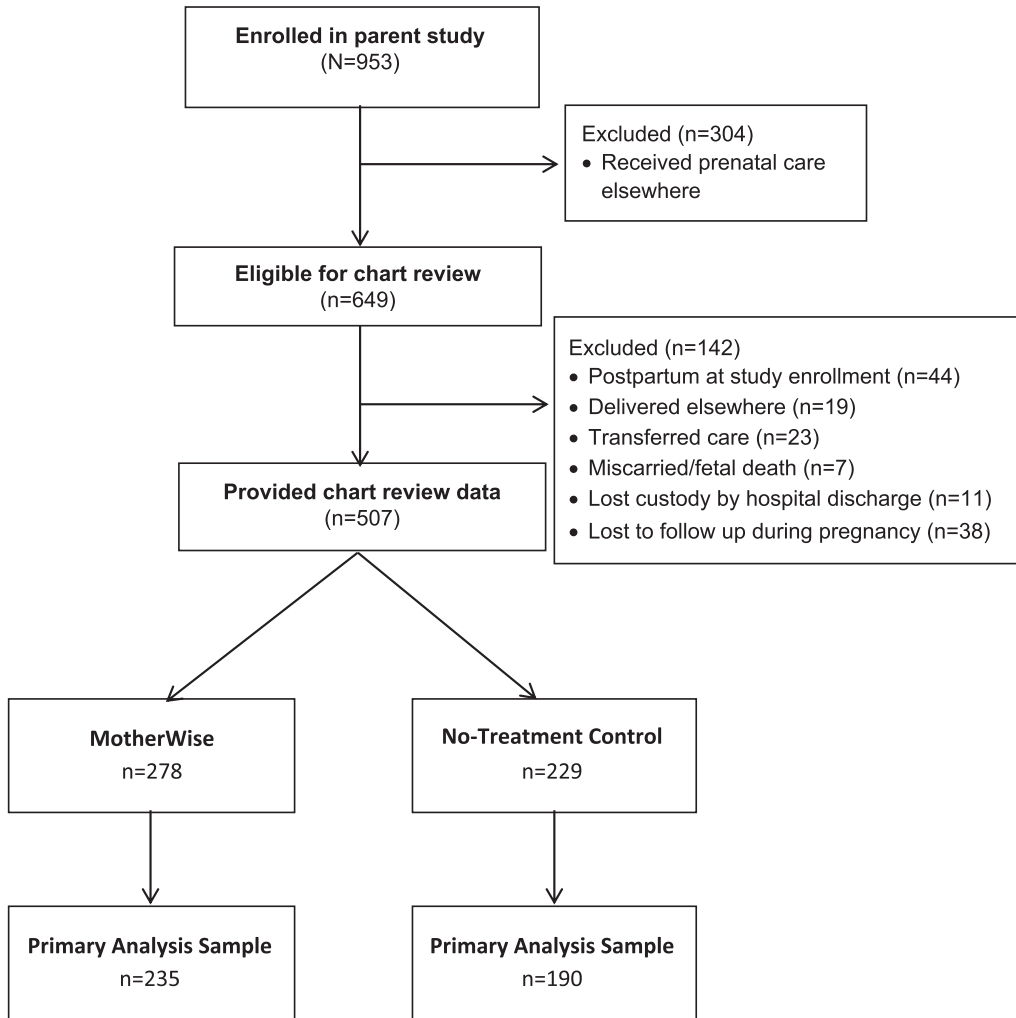 Enrolled in parent study
(N=953)
Excluded (n=304)
• Received prenatal care
elsewhere
Eligible for chart review
(n=649)
Excluded (n=142)
• Postpartum at study enrollment (n=44)
• Delivered elsewhere (n=19)
• Transferred care (n=23)
• Miscarried/fetal death (n=7)
• Lost custody by hospital discharge (n=11)
• Lost to follow up during pregnancy (n=38)
Provided chart review data
(n=507)
MotherWise
n=278
No-Treatment Control
n=229
Primary Analysis Sample
n=235
Primary Analysis Sample
n=190